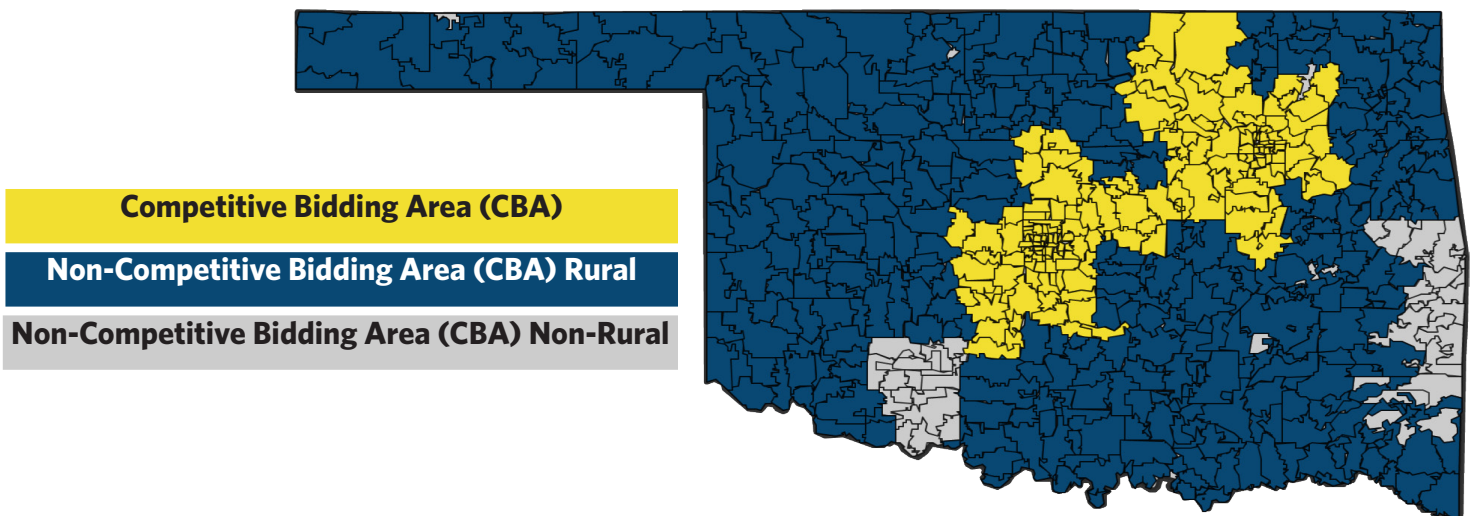 Competitive Bidding Area (CBA)
Non-Competitive Bidding Area (CBA) Rural
Non-Competitive Bidding Area (CBA) Non-Rural